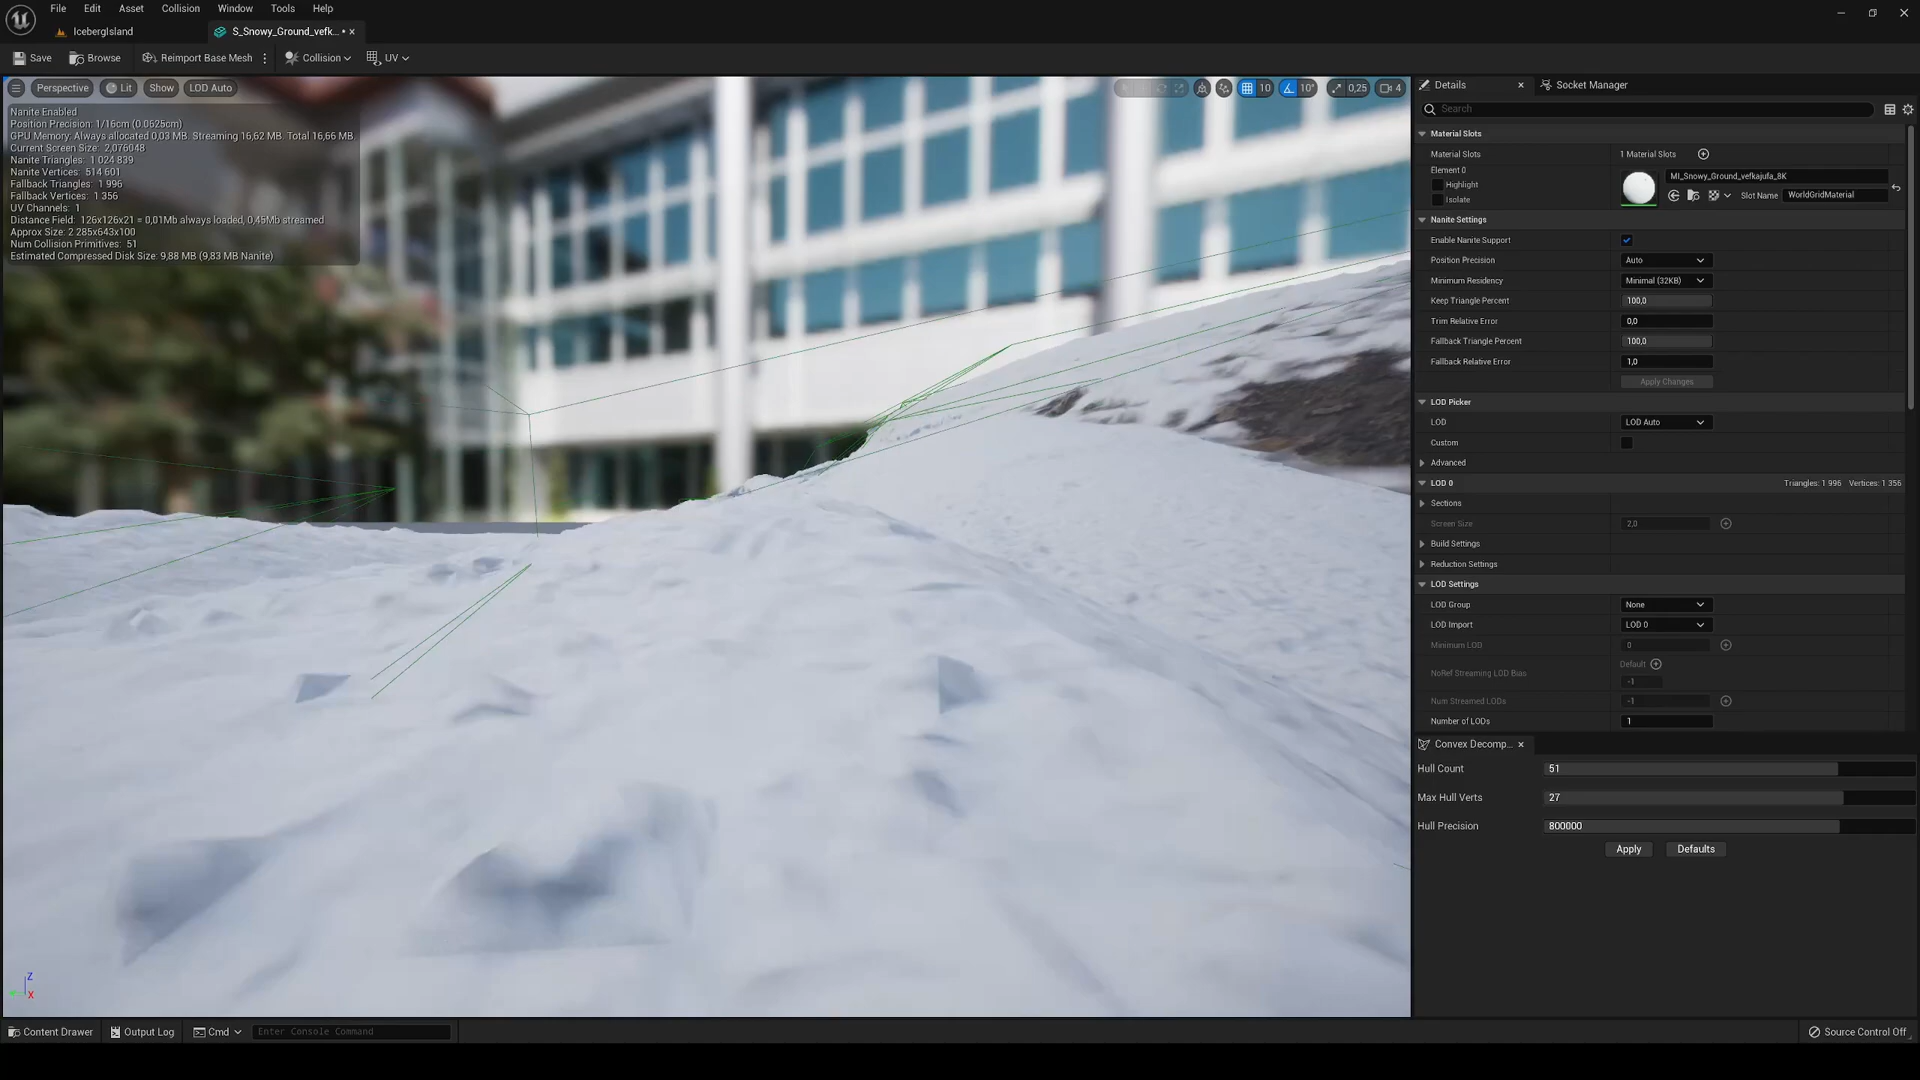 File Edit Asset Collision Window Tools Help
IcebergIsland S_Snowy_Ground_vefk... •
Save Browse Reimport Base Mesh Collision UV
Perspective Lit Show LOD Auto 10 10° 0,25 4
Nanite Enabled
Position Precision: 1/16cm (0.0625cm)
GPU Memory: Always allocated 0,03 MB. Streaming 16,62 MB. Total 16,66 MB.
Current Screen Size: 2,076048
Nanite Triangles: 1 024 839
Nanite Vertices: 514 601
Fallback Triangles: 1 996
Fallback Vertices: 1 356
UV Channels: 1
Distance Field: 126x126x21 = 0,01Mb always loaded, 0,45Mb streamed
Approx Size: 2 285x643x100
Num Collision Primitives: 51
Estimated Compressed Disk Size: 9,88 MB (9,83 MB Nanite)
Z
X
Details Socket Manager
Search
Material Slots
Material Slots 1 Material Slots
Element 0
Highlight
Isolate
MI_Snowy_Ground_vefkajufa_8K
Slot Name WorldGridMaterial
Nanite Settings
Enable Nanite Support
Position Precision Auto
Minimum Residency Minimal (32KB)
Keep Triangle Percent 100,0
Trim Relative Error 0,0
Fallback Triangle Percent 100,0
Fallback Relative Error 1,0
Apply Changes
LOD Picker
LOD LOD Auto
Custom
Advanced
LOD 0 Triangles: 1 996 Vertices: 1 356
Sections
Screen Size 2,0
Build Settings
Reduction Settings
LOD Settings
LOD Group None
LOD Import LOD 0
Minimum LOD 0
Default
NoRef Streaming LOD Bias
-1
Num Streamed LODs -1
Number of LODs 1
Convex Decomp...
Hull Count 51
Max Hull Verts 27
Hull Precision 800000
Apply Defaults
Content Drawer Output Log Cmd Enter Console Command Source Control Off